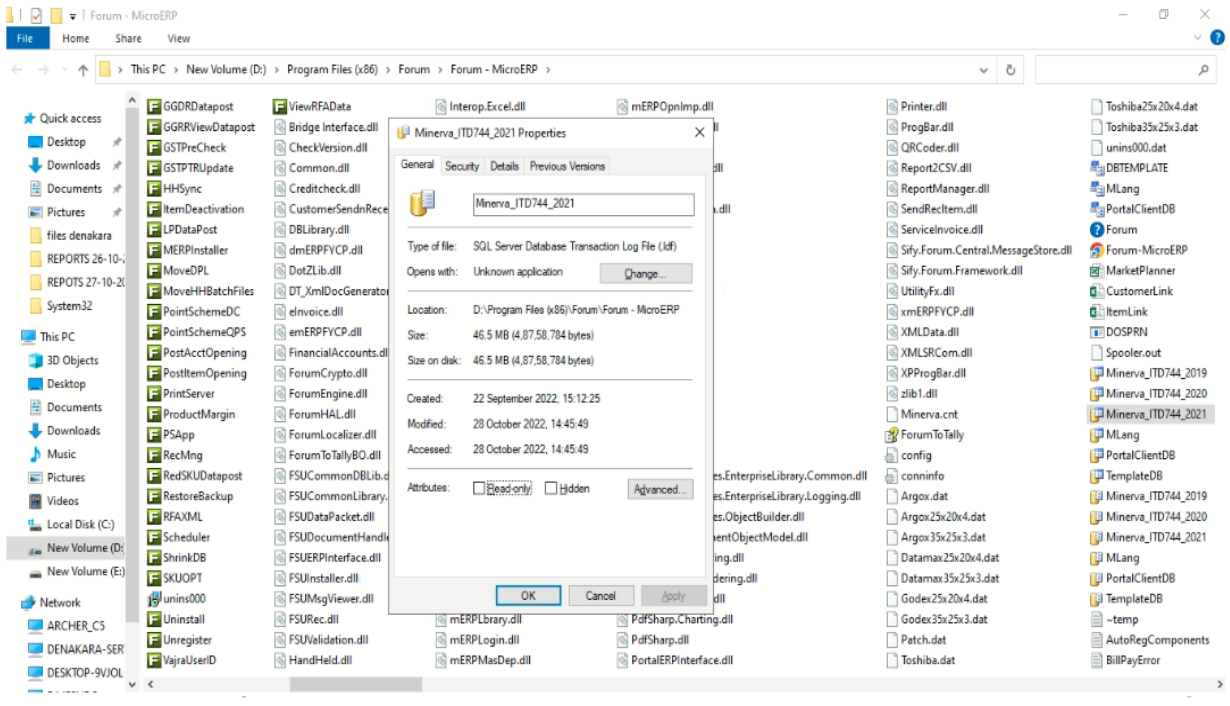 Forum - MicroERP
File Home Share View
This PC > New Volume (D:) > Program Files (x86) > Forum > Forum - MicroERP >
Quick access
Desktop
Downloads
Documents
Pictures
files denakara
REPORTS 26-10-
REPOTS 27-10-20
System32
This PC
3D Objects
Desktop
Documents
Downloads
Music
Pictures
Videos
Local Disk (C:)
New Volume (D:
New Volume (E:)
Network
ARCHER_C5
DENAKARA-SER
DESKTOP-9VJOL
GGDRDatapost
GGRRViewDatapost
GSTPreCheck
GSTPTRUpdate
HHSync
ItemDeactivation
LPDataPost
MERPInstaller
MoveDPL
MoveHHBatchFiles
PointSchemeDC
PointSchemeQPS
PostAcctOpening
PostItemOpening
PrintServer
ProductMargin
PSApp
RecMng
RedSKUDatapost
RestoreBackup
RFAXML
Scheduler
ShrinkDB
SKUOPT
unins000
Uninstall
Unregister
VajraUserID
ViewRFAData
Bridge Interface.dll
CheckVersion.dll
Common.dll
Creditcheck.dll
CustomerSendnRece
DBLibrary.dll
dmERPFYCP.dll
DotZLib.dll
DT_XmlDocGenerator
eInvoice.dll
emERPFYCP.dll
FinancialAccounts.dl
ForumCrypto.dll
ForumEngine.dll
ForumHAL.dll
ForumLocalizer.dll
ForumToTallyBO.dll
FSUCommonDBLib.d
FSUCommonLibrary.
FSUDataPacket.dll
FSUDocumentHandle
FSUERPInterface.dll
FSUInstaller.dll
FSUMsgViewer.dll
FSURec.dll
FSUValidation.dll
HandHeld.dll
Interop.Excel.dll
mERPLbrary.dll
mERPLogin.dll
mERPMasDep.dll
mERPOpnImp.dll
dll
.dll
es.EnterpriseLibrary.Common.dll
es.EnterpriseLibrary.Logging.dll
es.ObjectBuilder.dll
entObjectModel.dll
ing.dll
dering.dll
dll
PdfSharp.Charting.dll
PdfSharp.dll
PortalERPInterface.dll
Minerva_ITD744_2021 Properties
General Security Details Previous Versions
Minerva_ITD744_2021
Type of file: SQL Server Database Transaction Log File (.ldf)
Opens with: Unknown application Change...
Location: D:\Program Files (x86)\Forum\Forum - MicroERP
Size: 46.5 MB (4,87,58,784 bytes)
Size on disk: 46.5 MB (4,87,58,784 bytes)
Created: 22 September 2022, 15:12:25
Modified: 28 October 2022, 14:45:49
Accessed: 28 October 2022, 14:45:49
Attributes: Read-only Hidden Advanced...
OK Cancel Apply
Printer.dll
ProgBar.dll
QRCoder.dll
Report2CSV.dll
ReportManager.dll
SendRecItem.dll
ServiceInvoice.dll
Sify.Forum.Central.MessageStore.dll
Sify.Forum.Framework.dll
UtilityFx.dll
xmERPFYCP.dll
XMLData.dll
XMLSRCom.dll
XPProgBar.dll
zlib1.dll
Minerva.cnt
ForumToTally
config
conninfo
Argox.dat
Argox25x20x4.dat
Argox35x25x3.dat
Datamax25x20x4.dat
Datamax35x25x3.dat
Godex25x20x4.dat
Godex35x25x3.dat
Patch.dat
Toshiba.dat
Toshiba25x20x4.dat
Toshiba35x25x3.dat
unins000.dat
DBTEMPLATE
MLang
PortalClientDB
Forum
Forum-MicroERP
MarketPlanner
CustomerLink
ItemLink
DOSPRN
Spooler.out
Minerva_ITD744_2019
Minerva_ITD744_2020
Minerva_ITD744_2021
MLang
PortalClientDB
TemplateDB
Minerva_ITD744_2019
Minerva_ITD744_2020
Minerva_ITD744_2021
MLang
PortalClientDB
TemplateDB
~temp
AutoRegComponents
BillPayError